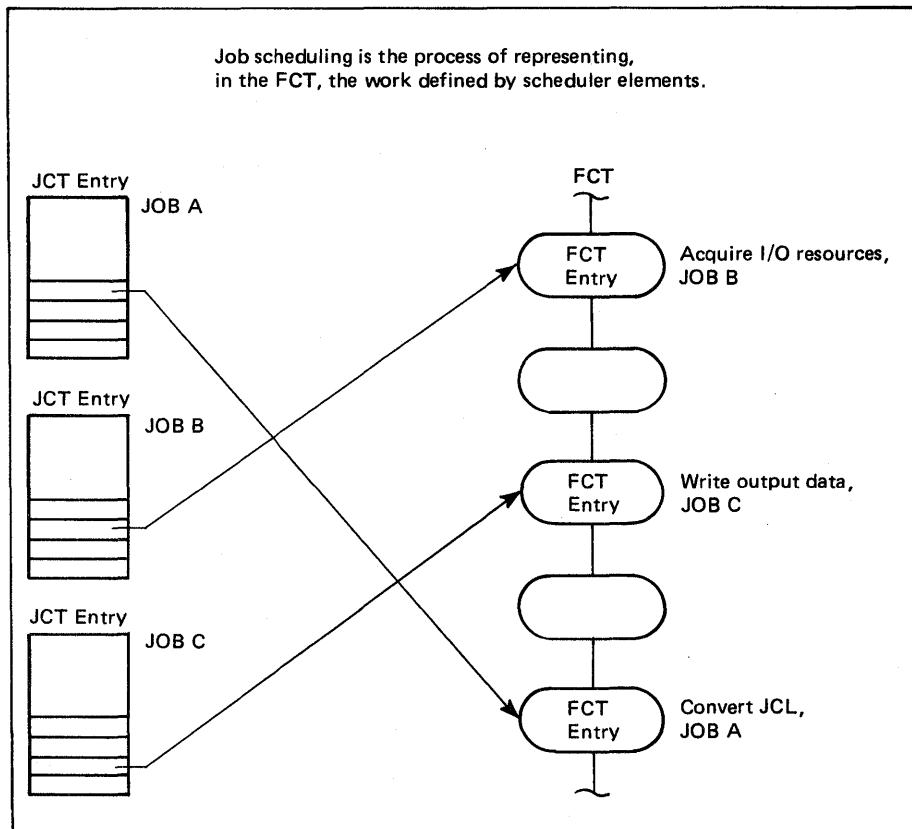 Job scheduling is the process of representing,
in the FCT, the work defined by scheduler elements.
JCT Entry
JOB A
JCT Entry
JOB B
JCT Entry
JOB C
FCT
FCT
Entry
Acquire I/O resources,
JOB B
FCT
Entry
Write output data,
JOB C
FCT
Entry
Convert JCL,
JOB A